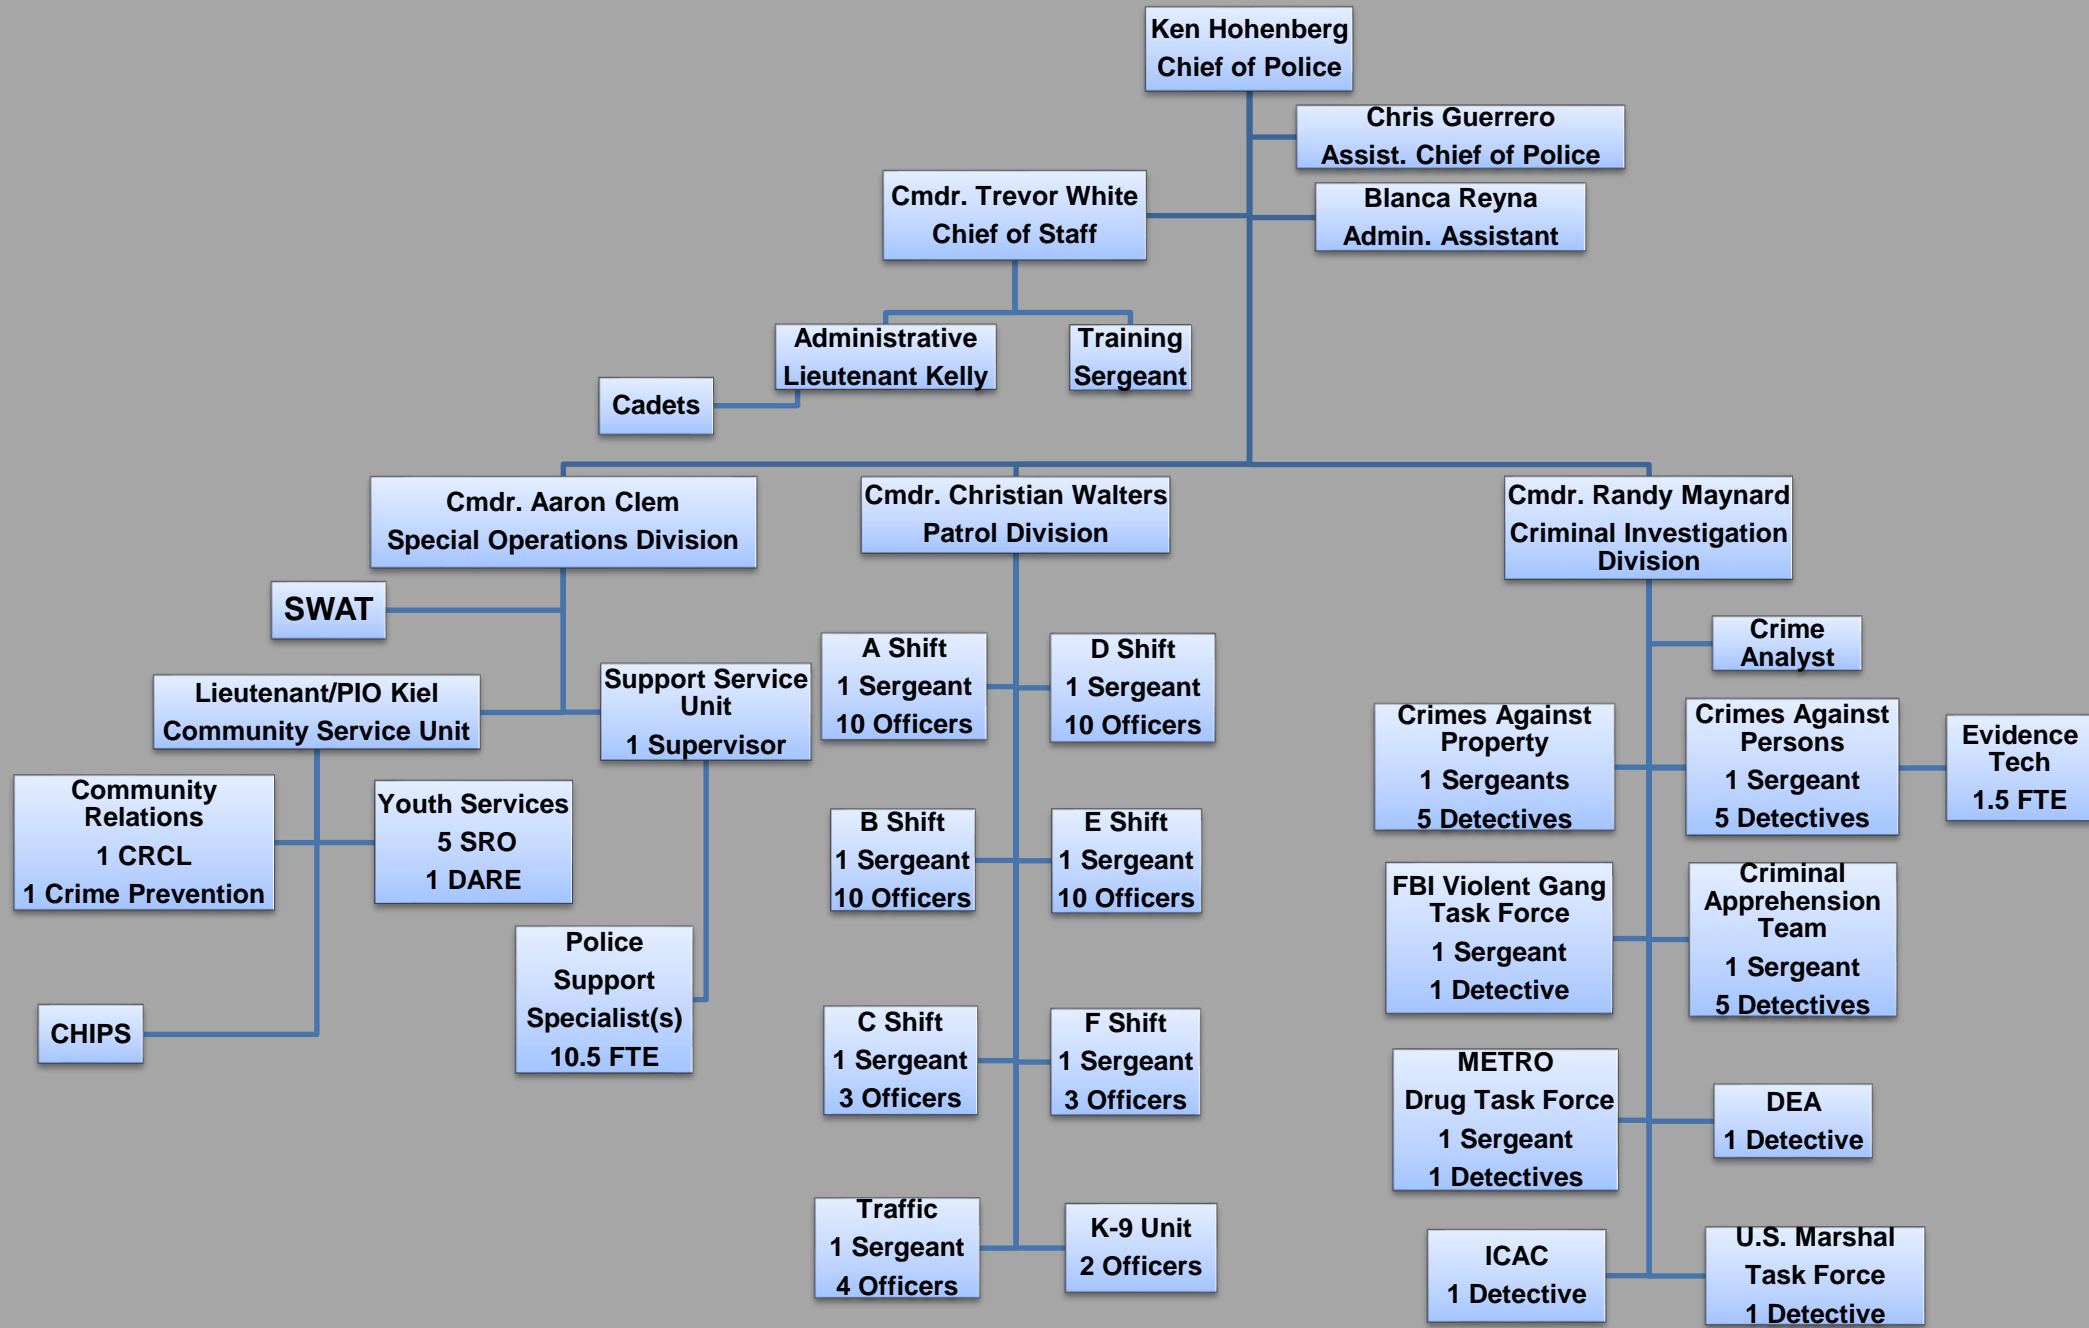 Ken Hohenberg
Chief of Police
Chris Guerrero
Assist. Chief of Police
Cmdr. Trevor White
Chief of Staff
Blanca Reyna
Admin. Assistant
Administrative
Lieutenant Kelly
Training
Sergeant
Cadets
Cmdr. Aaron Clem
Special Operations Division
Cmdr. Christian Walters
Patrol Division
Cmdr. Randy Maynard
Criminal Investigation
Division
SWAT
Lieutenant/PIO Kiel
Community Service Unit
Support Service
Unit
1 Supervisor
Community
Relations
1 CRCL
1 Crime Prevention
Youth Services
5 SRO
1 DARE
Police
Support
Specialist(s)
10.5 FTE
CHIPS
A Shift
1 Sergeant
10 Officers
D Shift
1 Sergeant
10 Officers
B Shift
1 Sergeant
10 Officers
E Shift
1 Sergeant
10 Officers
C Shift
1 Sergeant
3 Officers
F Shift
1 Sergeant
3 Officers
Traffic
1 Sergeant
4 Officers
K-9 Unit
2 Officers
Crime
Analyst
Crimes Against
Property
1 Sergeants
5 Detectives
Crimes Against
Persons
1 Sergeant
5 Detectives
Evidence
Tech
1.5 FTE
FBI Violent Gang
Task Force
1 Sergeant
1 Detective
Criminal
Apprehension
Team
1 Sergeant
5 Detectives
METRO
Drug Task Force
1 Sergeant
1 Detectives
DEA
1 Detective
ICAC
1 Detective
U.S. Marshal
Task Force
1 Detective